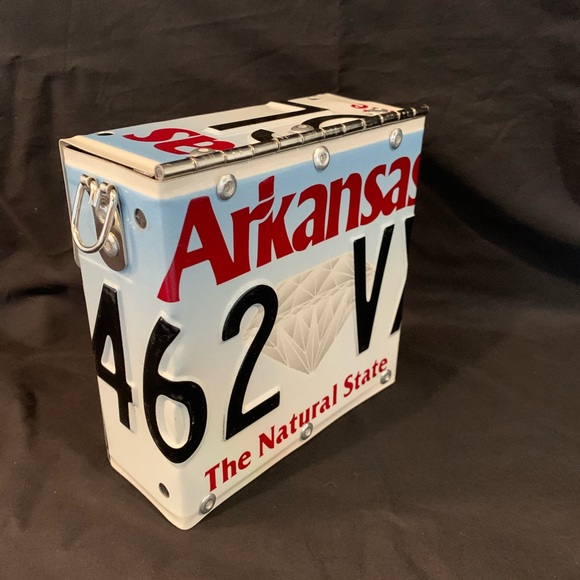 Arkansas
462 V
The Natural State